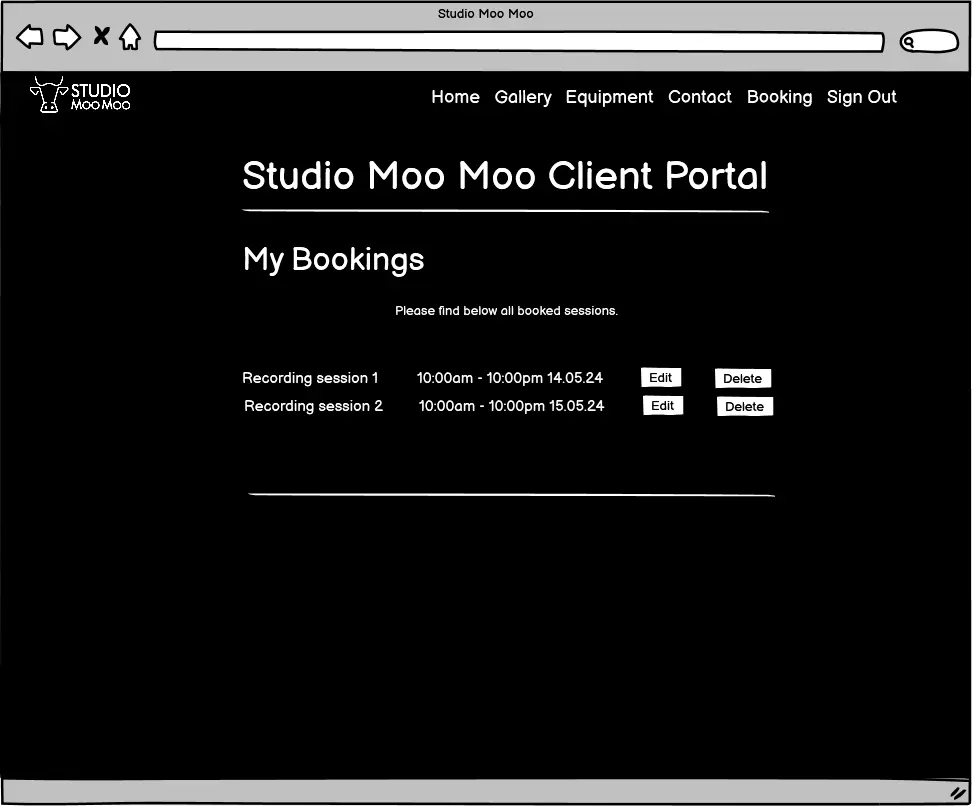 Studio Moo Moo
STUDIO
Moo Moo
Home Gallery Equipment Contact Booking Sign Out
Studio Moo Moo Client Portal
My Bookings
Please find below all booked sessions.
Recording session 1 10:00am - 10:00pm 14.05.24 Edit Delete
Recording session 2 10:00am - 10:00pm 15.05.24 Edit Delete